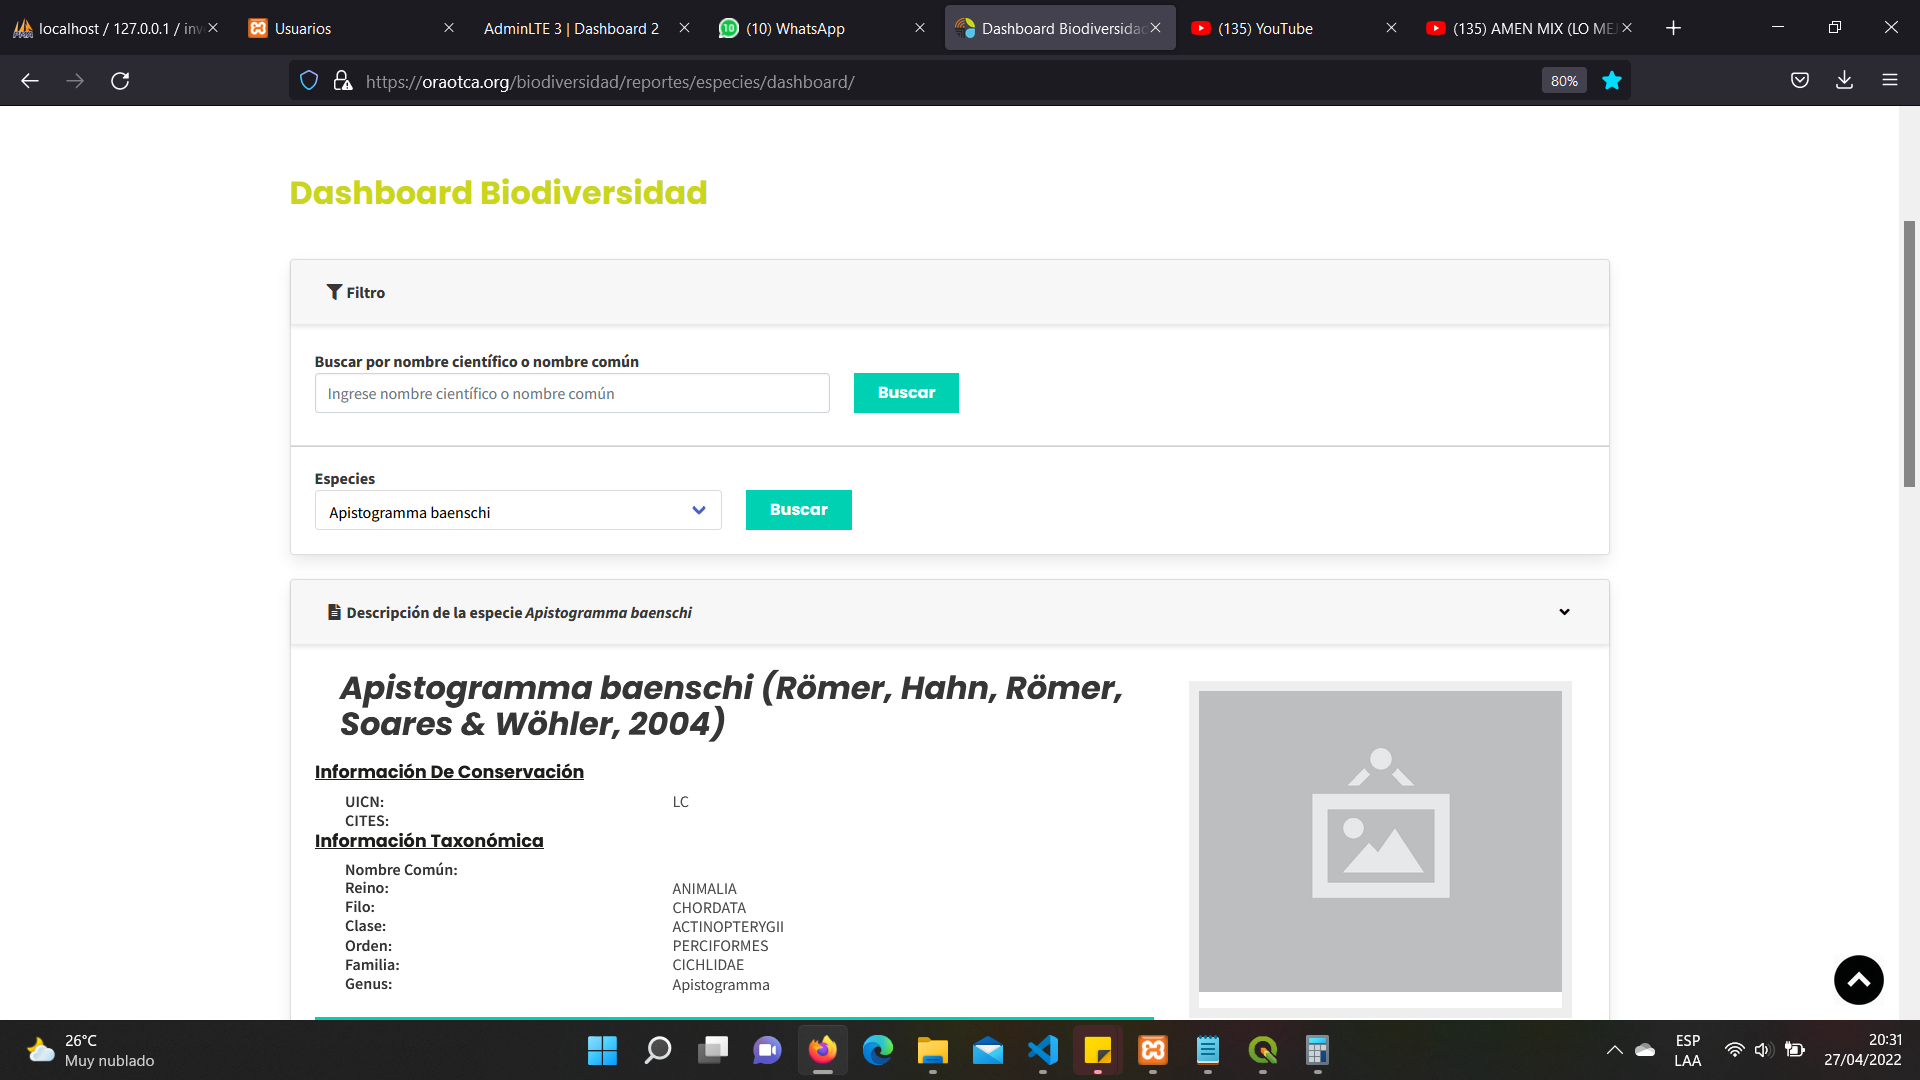 localhost / 127.0.0.1 / inv
Usuarios
AdminLTE 3 | Dashboard 2
(10) WhatsApp
Dashboard Biodiversidad
(135) YouTube
(135) AMEN MIX (LO ME
https://oraotca.org/biodiversidad/reportes/especies/dashboard/
80%
Dashboard Biodiversidad
Filtro
Buscar por nombre científico o nombre común
Ingrese nombre científico o nombre común
Buscar
Especies
Apistogramma baenschi
Buscar
Descripción de la especie Apistogramma baenschi
Apistogramma baenschi (Römer, Hahn, Römer,
Soares & Wöhler, 2004)
Información De Conservación
UICN: LC
CITES:
Información Taxonómica
Nombre Común:
Reino: ANIMALIA
Filo: CHORDATA
Clase: ACTINOPTERYGII
Orden: PERCIFORMES
Familia: CICHLIDAE
Genus: Apistogramma
26°C
Muy nublado
ESP
LAA
20:31
27/04/2022